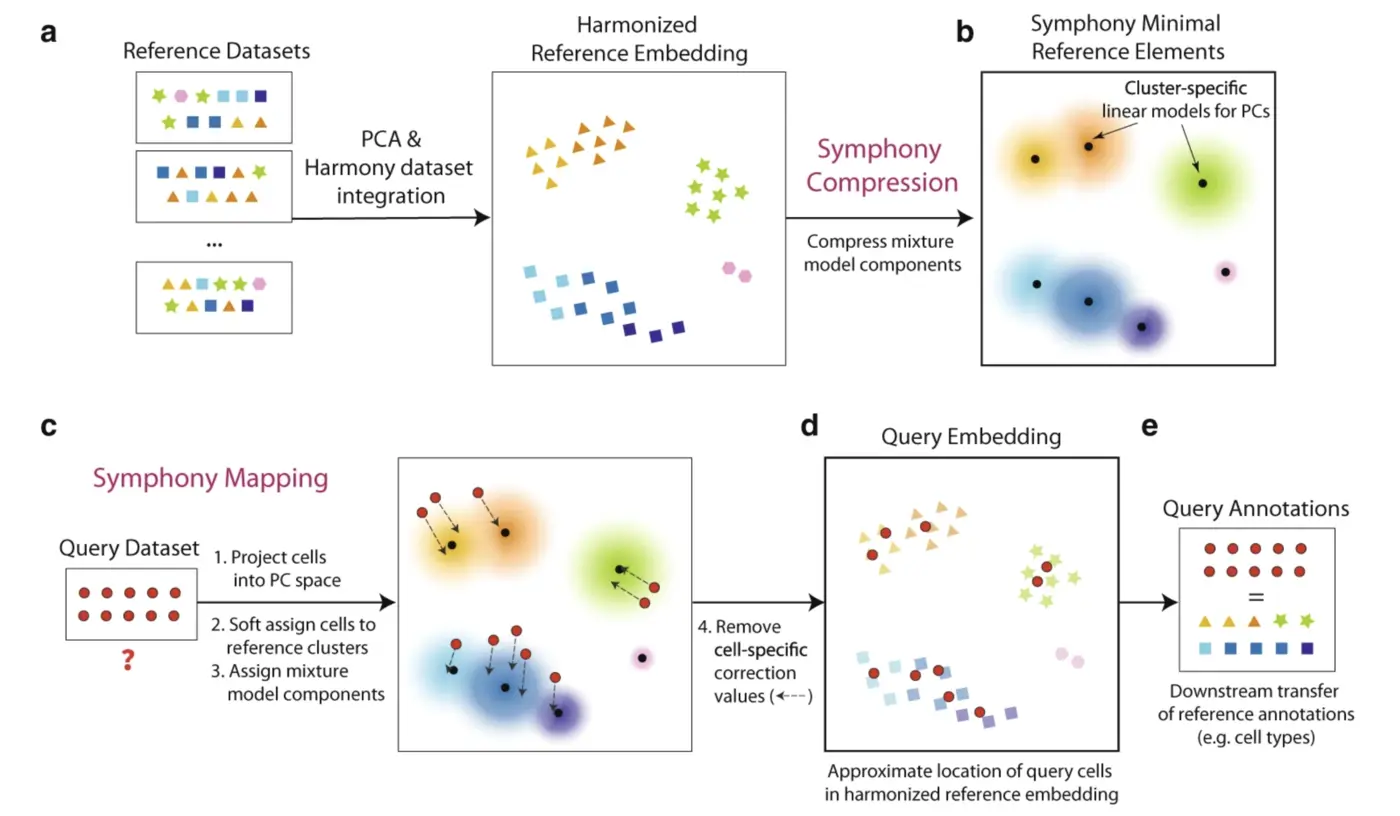 a
Reference Datasets
...
PCA &
Harmony dataset
integration
Harmonized
Reference Embedding
Symphony
Compression
Compress mixture
model components
b
Symphony Minimal
Reference Elements
Cluster-specific
linear models for PCs
c
Symphony Mapping
Query Dataset
?
1. Project cells
into PC space
2. Soft assign cells to
reference clusters
3. Assign mixture
model components
4. Remove
cell-specific
correction
values (←---)
d
Query Embedding
Approximate location of query cells
in harmonized reference embedding
e
Query Annotations
=
Downstream transfer
of reference annotations
(e.g. cell types)